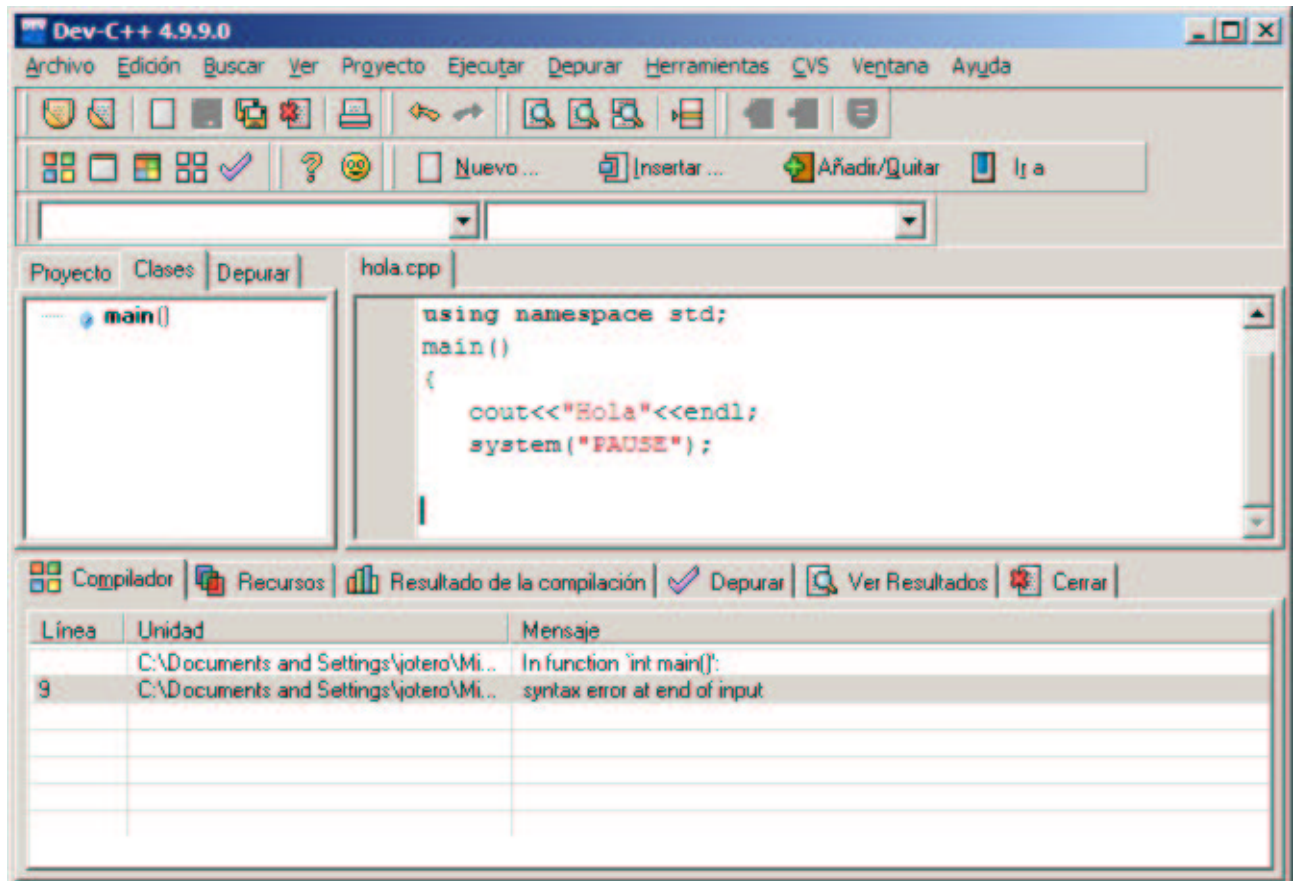 Dev-C++ 4.9.9.0
Archivo Edición Buscar Ver Proyecto Ejecutar Depurar Herramientas CVS Ventana Ayuda
Nuevo ... Insertar ... Añadir/Quitar Ir a
Proyecto Clases Depurar hola.cpp
main()
using namespace std;
main()
{
cout<<"Hola"<<endl;
system("PAUSE");
Compilador Recursos Resultado de la compilación Depurar Ver Resultados Cerrar
Línea Unidad Mensaje
C:\Documents and Settings\jotero\Mi... In function `int main()':
9 C:\Documents and Settings\jotero\Mi... syntax error at end of input